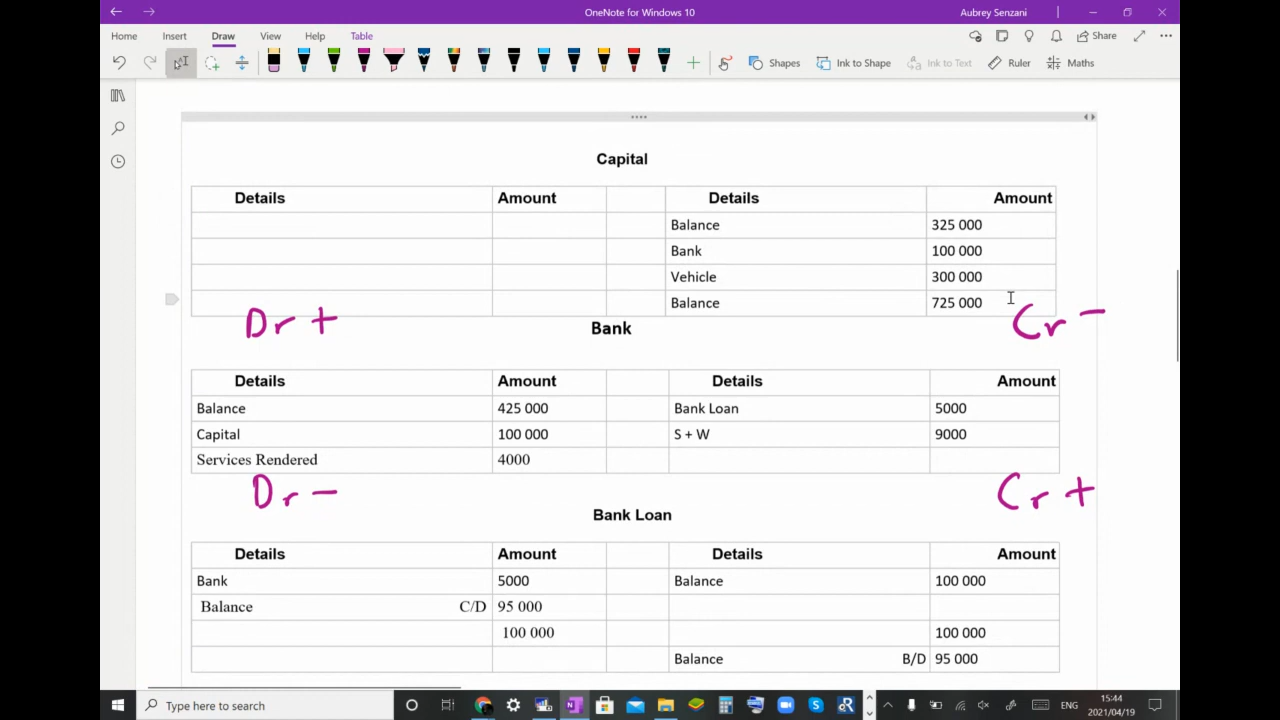 OneNote for Windows 10
Aubrey Senzani
Home Insert Draw View Help Table
Share
Shapes Ink to Shape Ink to Text Ruler Maths
Capital
Details Amount Details Amount
Balance 325 000
Bank 100 000
Vehicle 300 000
Balance 725 000
Dr + Cr -
Bank
Details Amount Details Amount
Balance 425 000 Bank Loan 5000
Capital 100 000 S + W 9000
Services Rendered 4000
Dr - Cr +
Bank Loan
Details Amount Details Amount
Bank 5000 Balance 100 000
Balance C/D 95 000
100 000 100 000
Balance B/D 95 000
Type here to search
ENG
15:44
2021/04/19